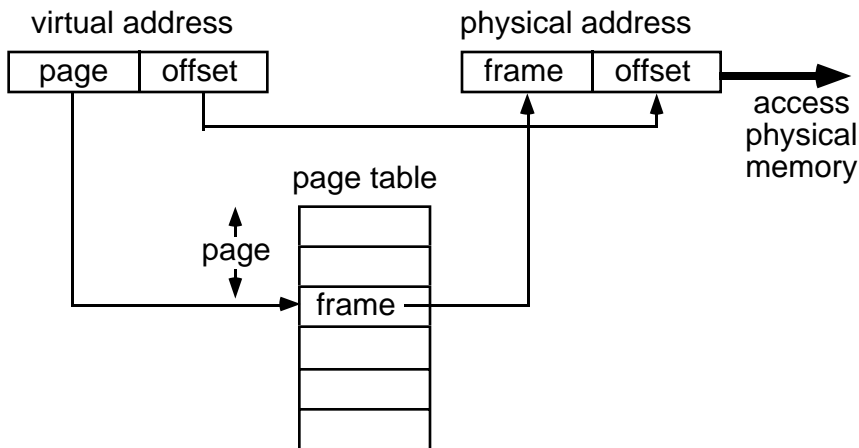 virtual address
physical address
page
offset
frame
offset
access
physical
memory
page table
page
frame